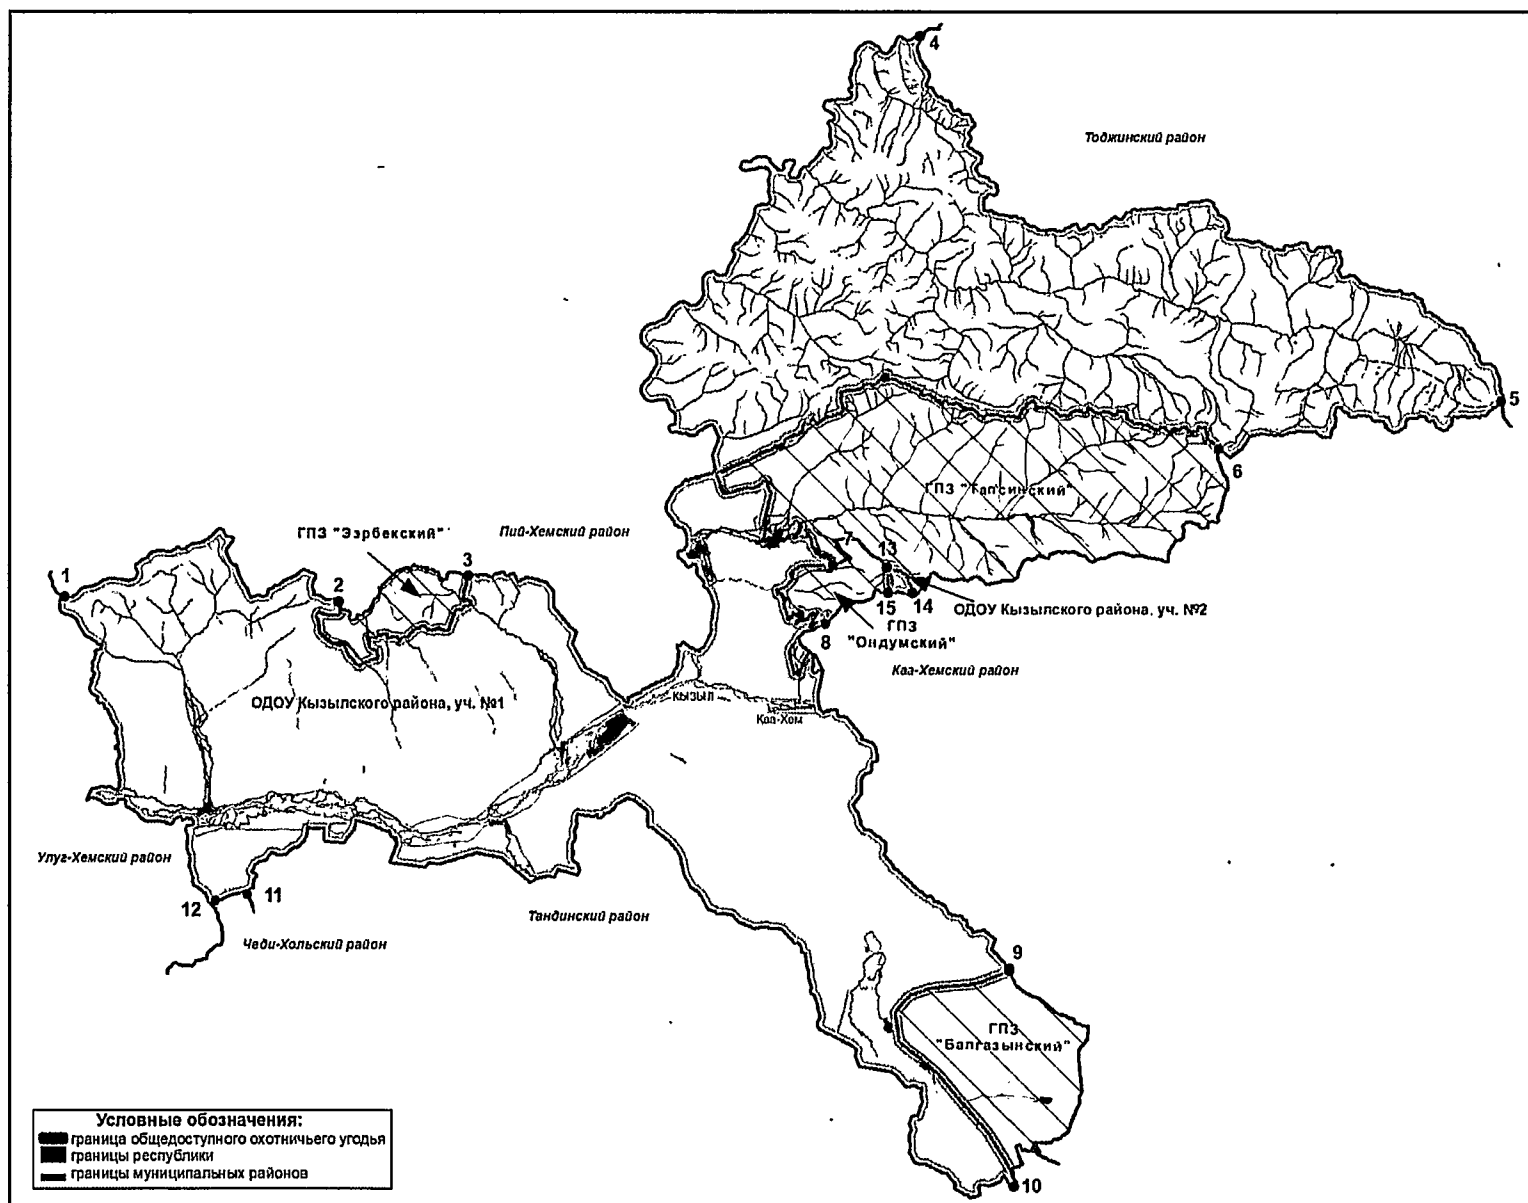 4
Тоджинский район
5
6
ГПЗ "Тапсинский"
ГПЗ "Ээрбекский"
Пий-Хемский район
3
7
13
1
2
15
14
ОДОУ Кызылского района, уч. №2
ГПЗ
"Ондумский"
8
Каа-Хемский район
ОДОУ Кызылского района, уч. №1
КЫЗЫЛ
Каа-Хем
Улуг-Хемский район
12
11
Тандинский район
Чеди-Хольский район
9
ГПЗ
"Балгазынский"
10
Условные обозначения:
граница общедоступного охотничьего угодья
границы республики
границы муниципальных районов